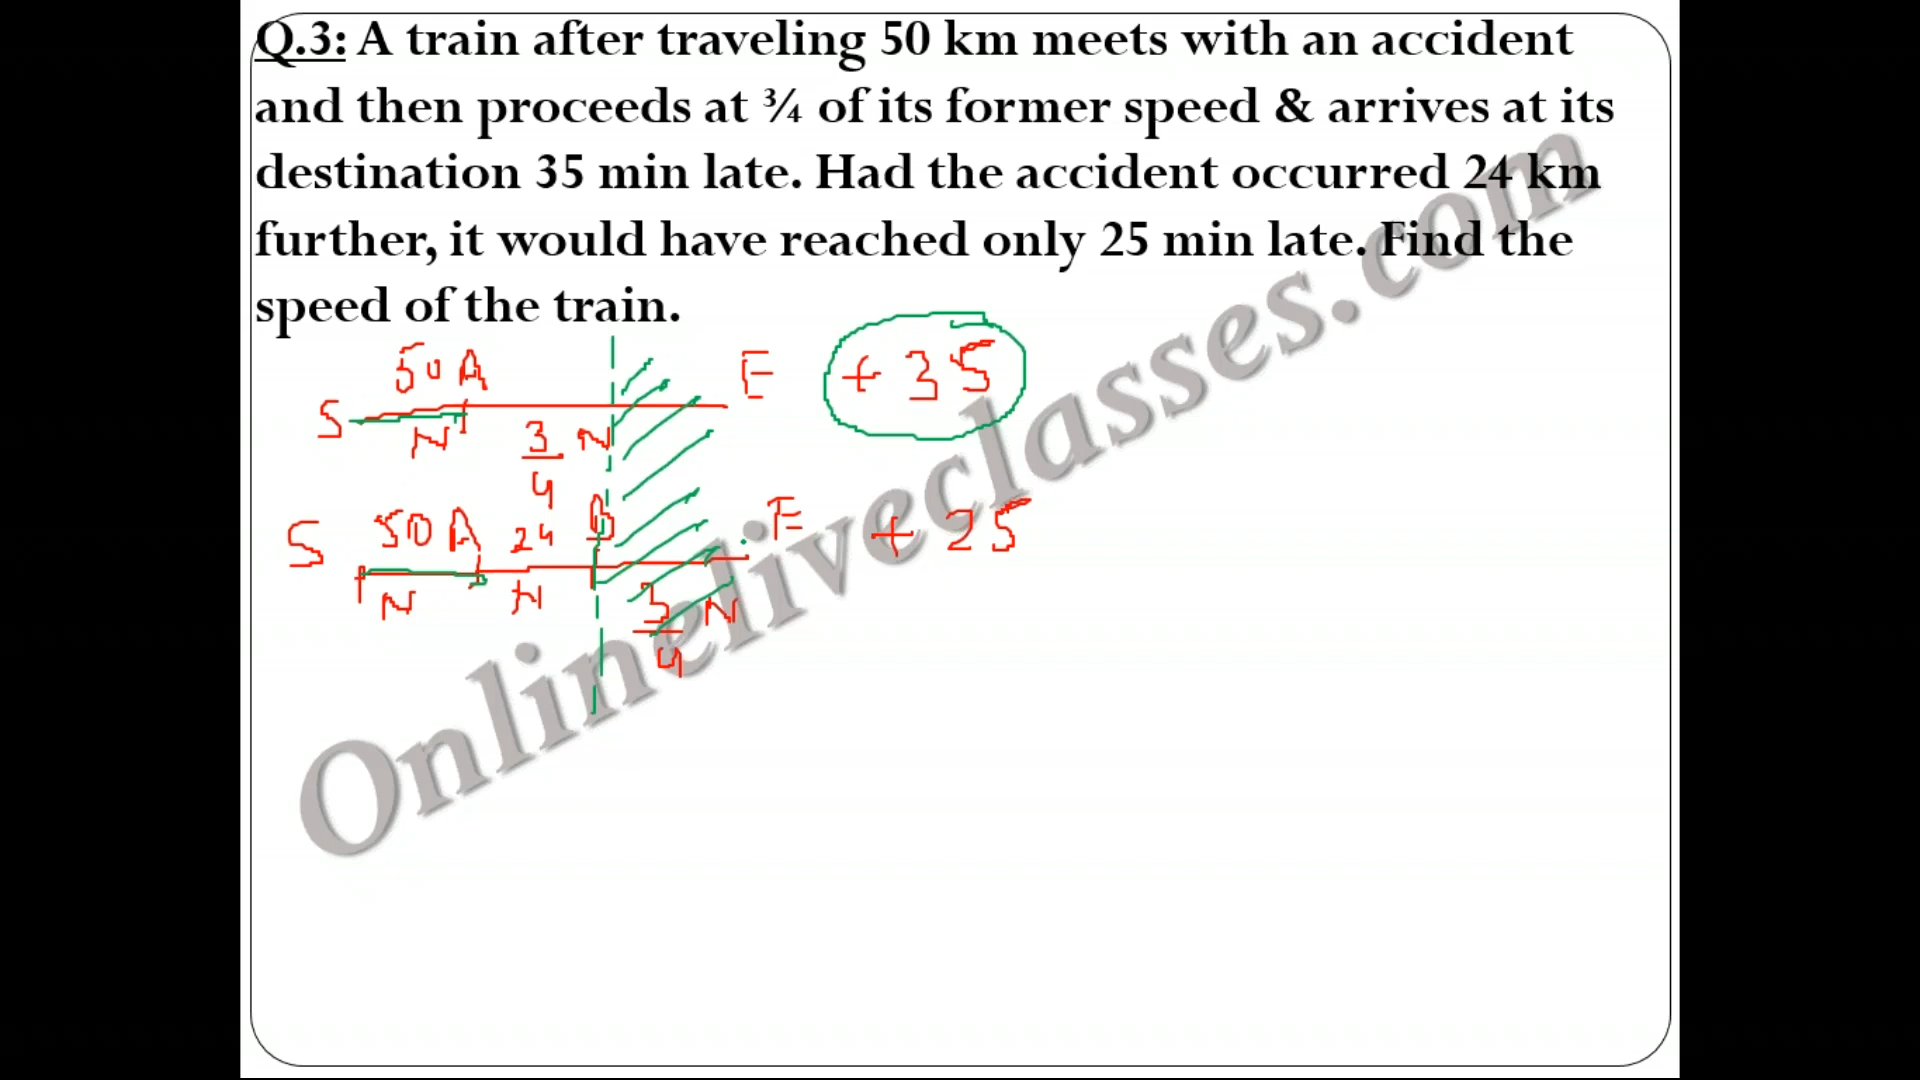 Q.3: A train after traveling 50 km meets with an accident
and then proceeds at ¾ of its former speed & arrives at its
destination 35 min late. Had the accident occurred 24 km
further, it would have reached only 25 min late. Find the
speed of the train.
50 A F + 35
S
N 3/4 N
S 50 A 24 B F + 25
N N 3/4 N
Onlineliveclasses.com